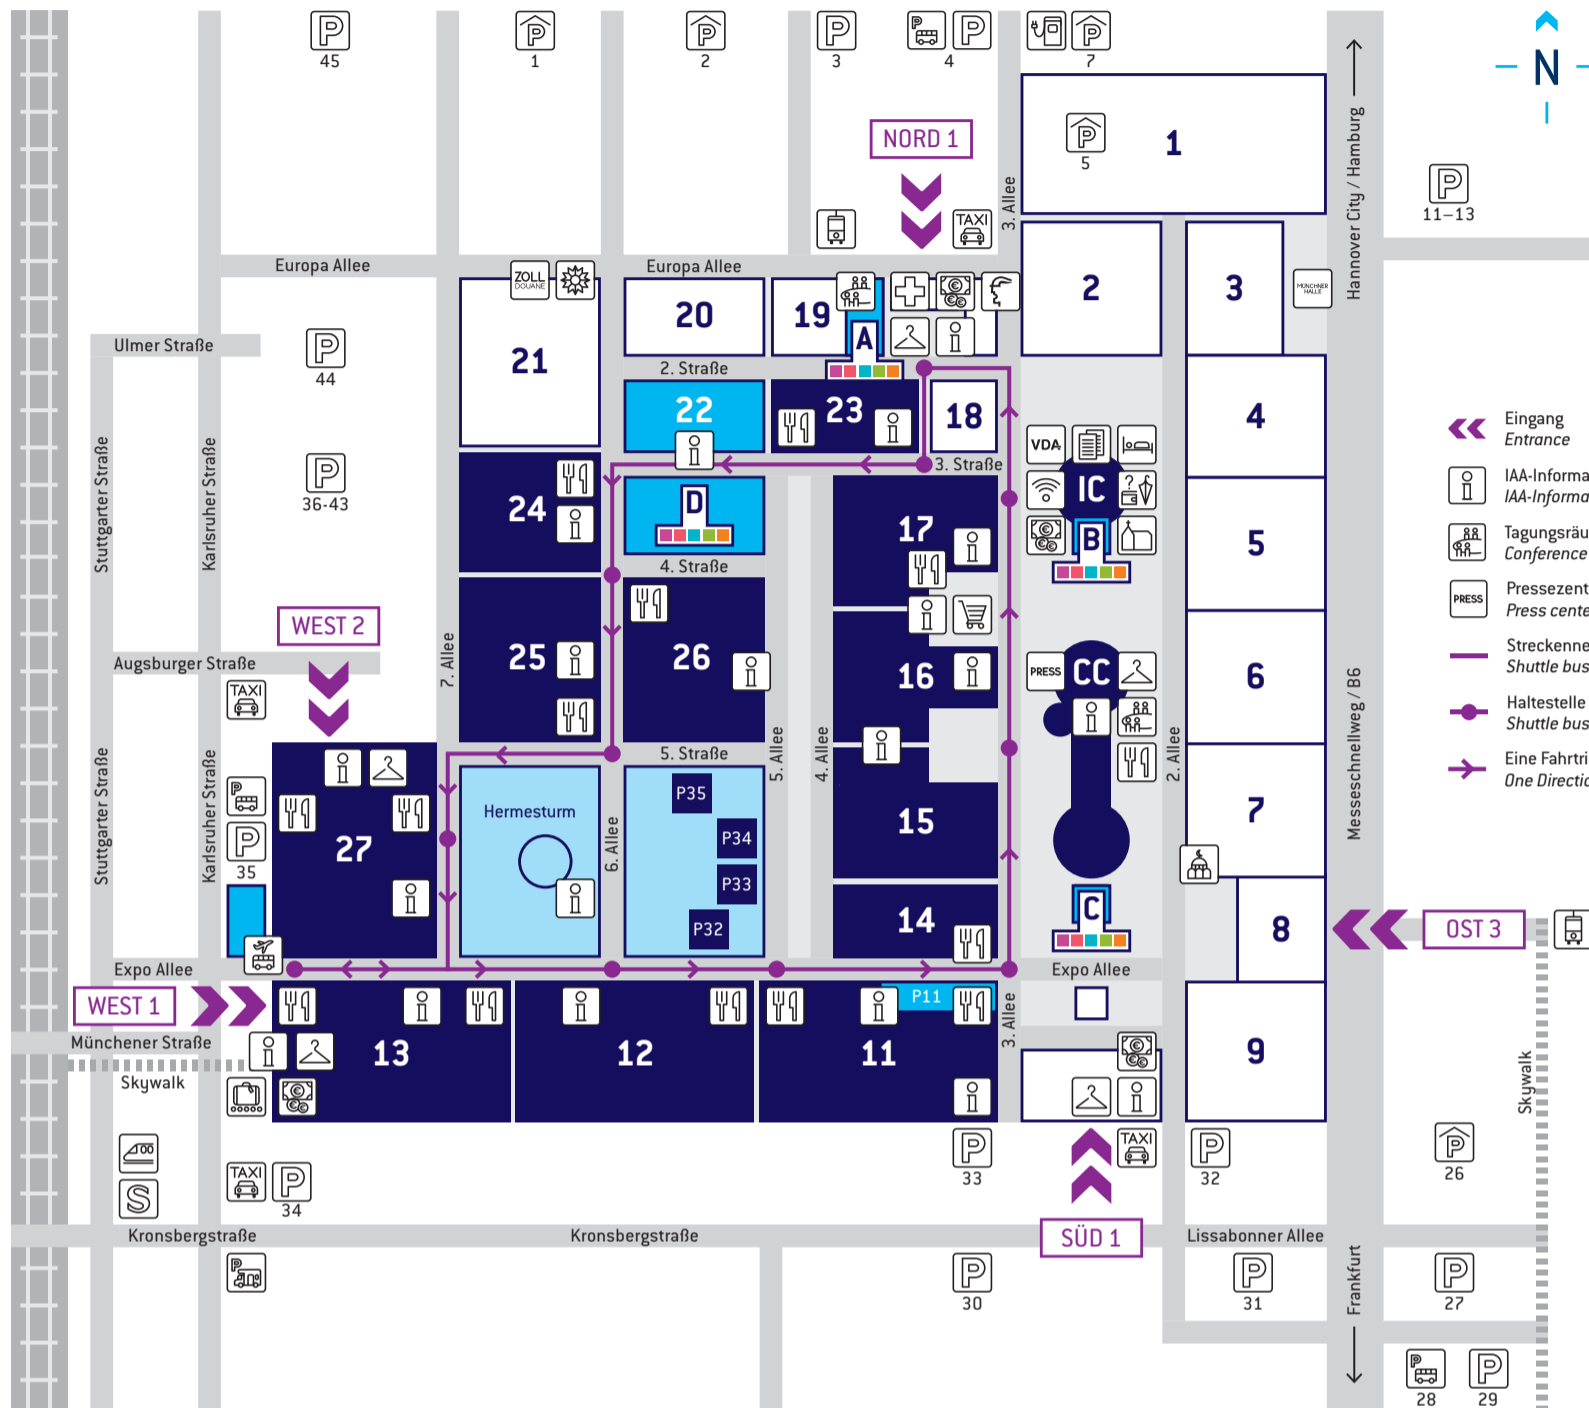 45
1
2
3
4
7
N
NORD 1
5
1
Hannover City / Hamburg
11–13
3. Allee
TAXI
Europa Allee
Europa Allee
ZOLL
DOUANE
2
3
MÜNCHNER
HALLE
20
19
A
Ulmer Straße
44
21
2. Straße
22
23
18
4
Eingang
Entrance
Stuttgarter Straße
Karlsruher Straße
36-43
3. Straße
VDA
IC
IAA-Informa
IAA-Informa
24
D
17
B
5
Tagungsräu
Conference
4. Straße
PRESS
Pressezent
Press cente
WEST 2
7. Allee
25
26
16
PRESS
CC
6
Streckenne
Shuttle bus
Augsburger Straße
TAXI
Haltestelle
Shuttle bus
5. Straße
5. Allee
4. Allee
2. Allee
Messeschnellweg / B6
Eine Fahrtri
One Directio
Stuttgarter Straße
Karlsruher Straße
P
35
27
Hermesturm
6. Allee
P35
P34
P33
P32
15
7
14
C
8
OST 3
Expo Allee
Expo Allee
WEST 1
P11
3. Allee
Münchener Straße
13
12
11
9
Skywalk
Skywalk
33
TAXI
32
26
S
TAXI
34
SÜD 1
Kronsbergstraße
Kronsbergstraße
Lissabonner Allee
P
30
31
27
Frankfurt
28
29